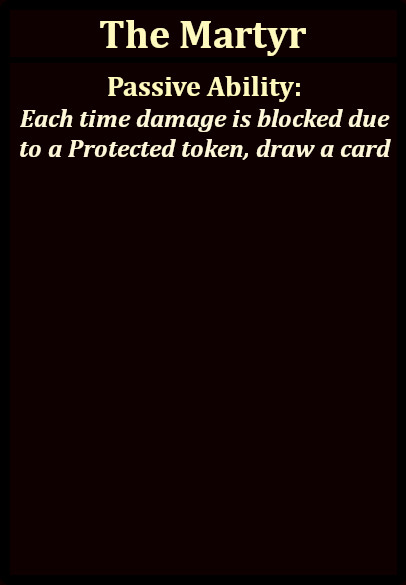 The Martyr
Passive Ability:
Each time damage is blocked due
to a Protected token, draw a card